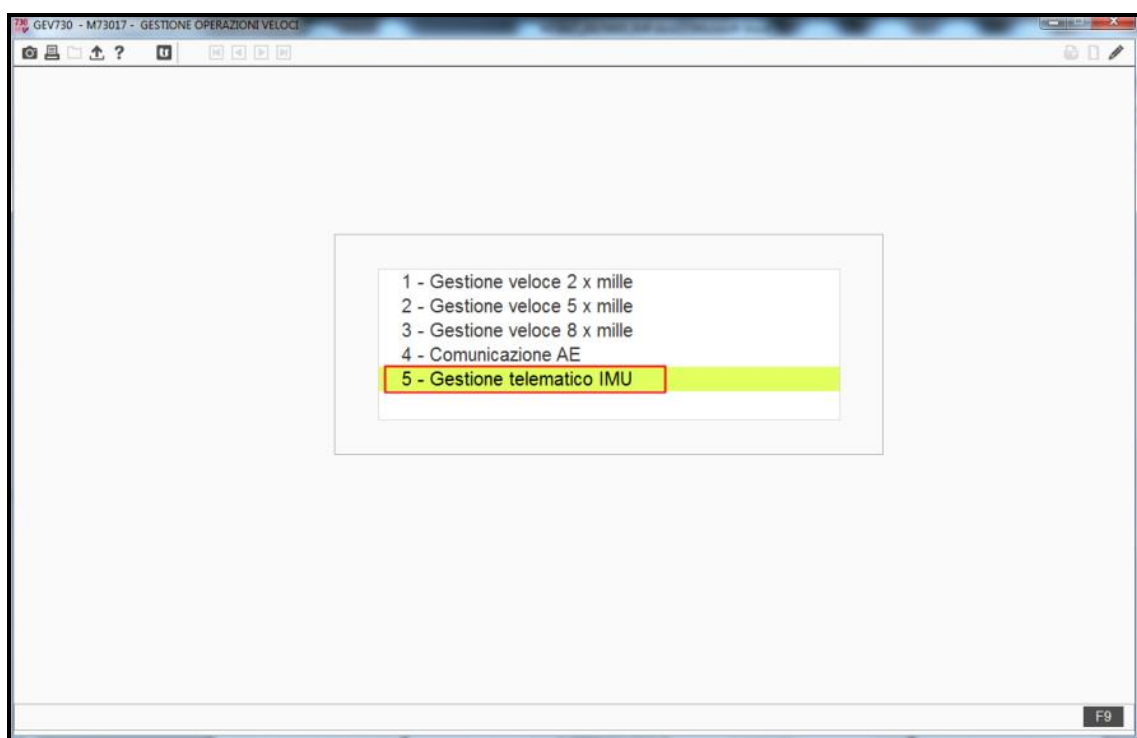 GEV730 - M73017 - GESTIONE OPERAZIONI VELOCI
?
1 - Gestione veloce 2 x mille
2 - Gestione veloce 5 x mille
3 - Gestione veloce 8 x mille
4 - Comunicazione AE
5 - Gestione telematico IMU
F9